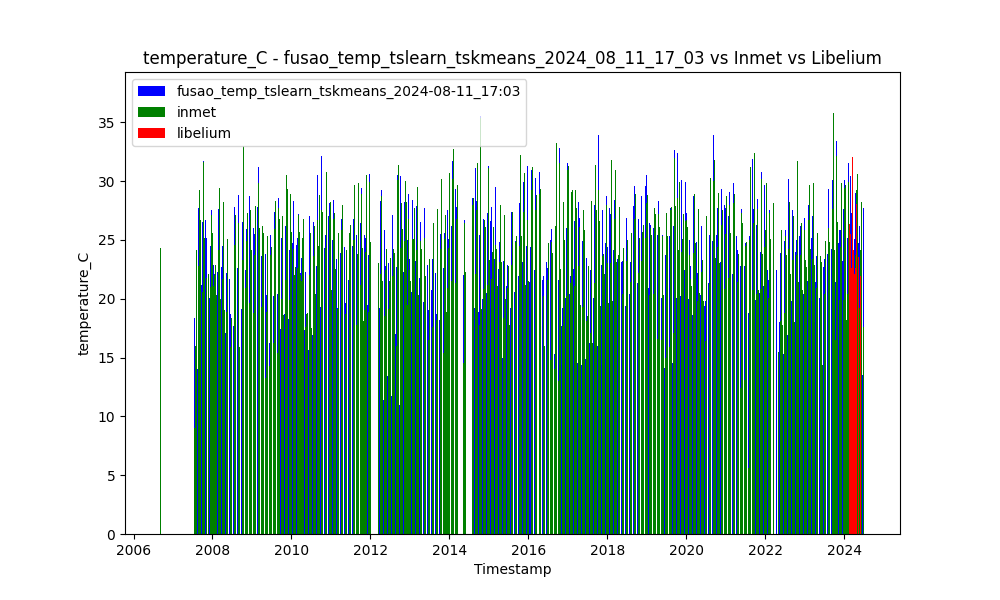 temperature_C - fusao_temp_tslearn_tskmeans_2024_08_11_17_03 vs Inmet vs Libelium
fusao_temp_tslearn_tskmeans_2024-08-11_17:03
inmet
libelium
temperature_C
35
30
25
20
15
10
5
0
2006 2008 2010 2012 2014 2016 2018 2020 2022 2024
Timestamp